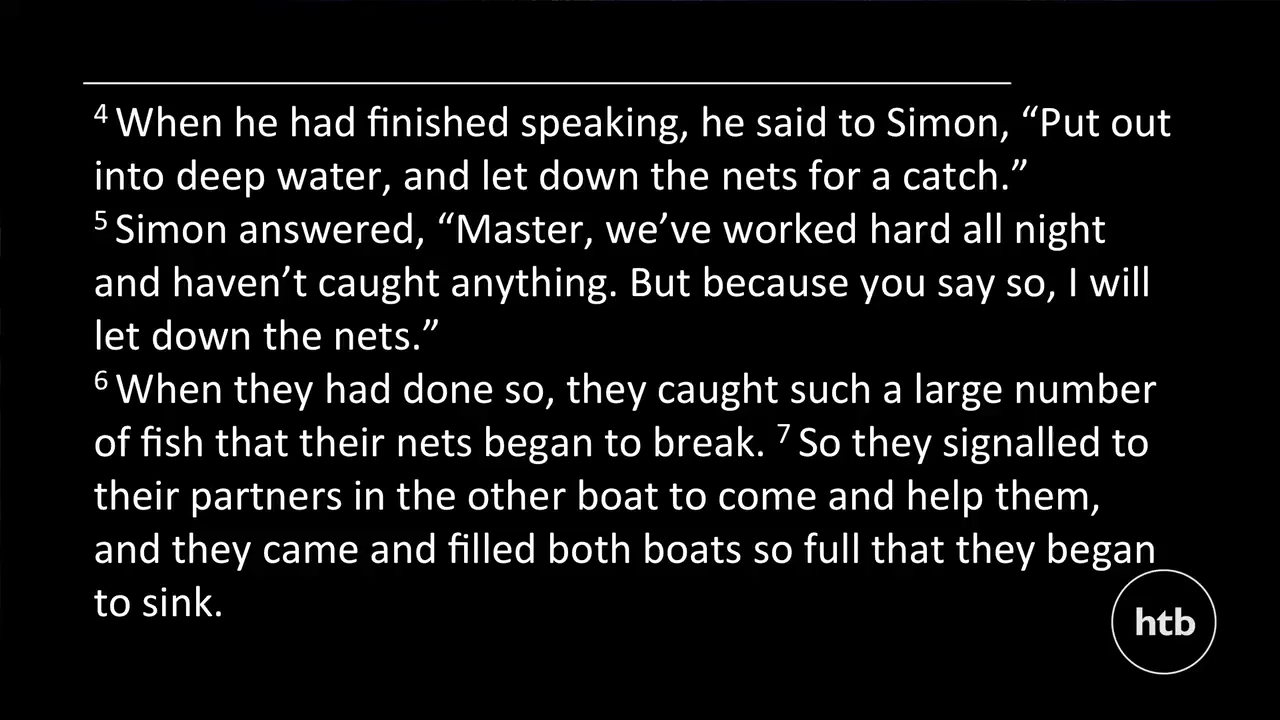 4 When he had finished speaking, he said to Simon, “Put out
into deep water, and let down the nets for a catch.”
5 Simon answered, “Master, we’ve worked hard all night
and haven’t caught anything. But because you say so, I will
let down the nets.”
6 When they had done so, they caught such a large number
of fish that their nets began to break. 7 So they signalled to
their partners in the other boat to come and help them,
and they came and filled both boats so full that they began
to sink.
htb